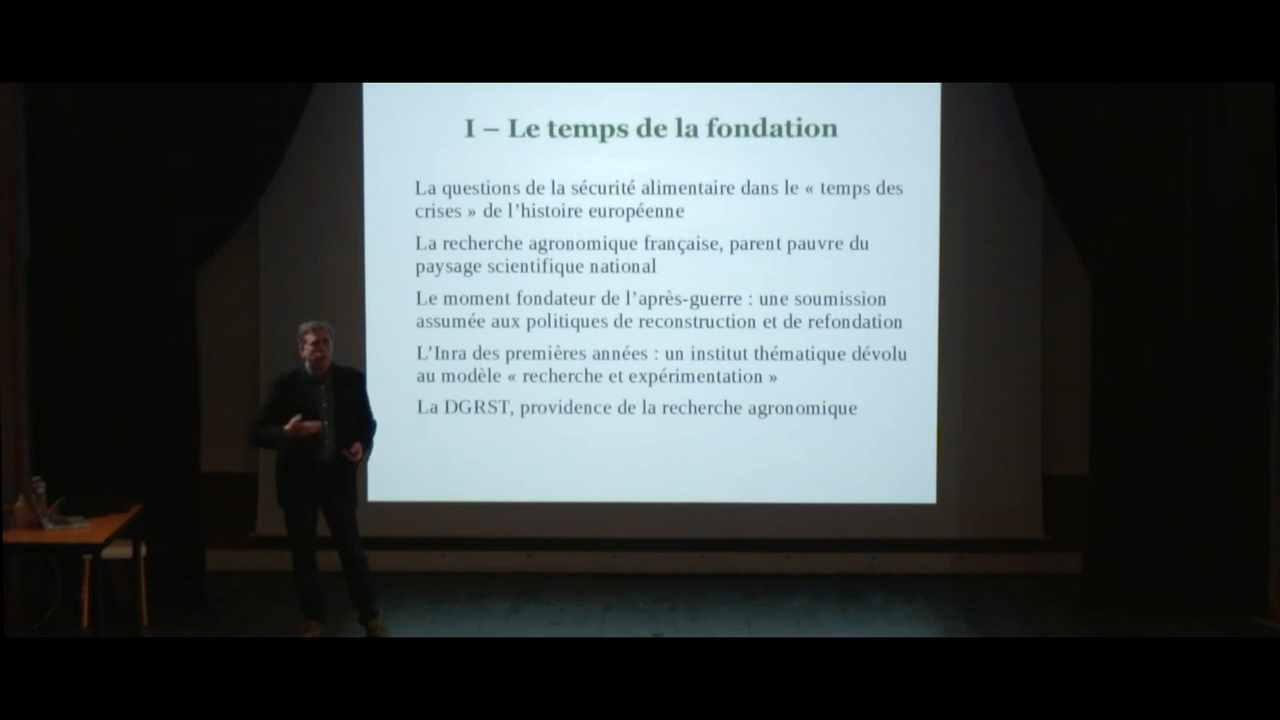 I – Le temps de la fondation
La questions de la sécurité alimentaire dans le « temps des
crises » de l’histoire européenne
La recherche agronomique française, parent pauvre du
paysage scientifique national
Le moment fondateur de l’après-guerre : une soumission
assumée aux politiques de reconstruction et de refondation
L’Inra des premières années : un institut thématique dévolu
au modèle « recherche et expérimentation »
La DGRST, providence de la recherche agronomique